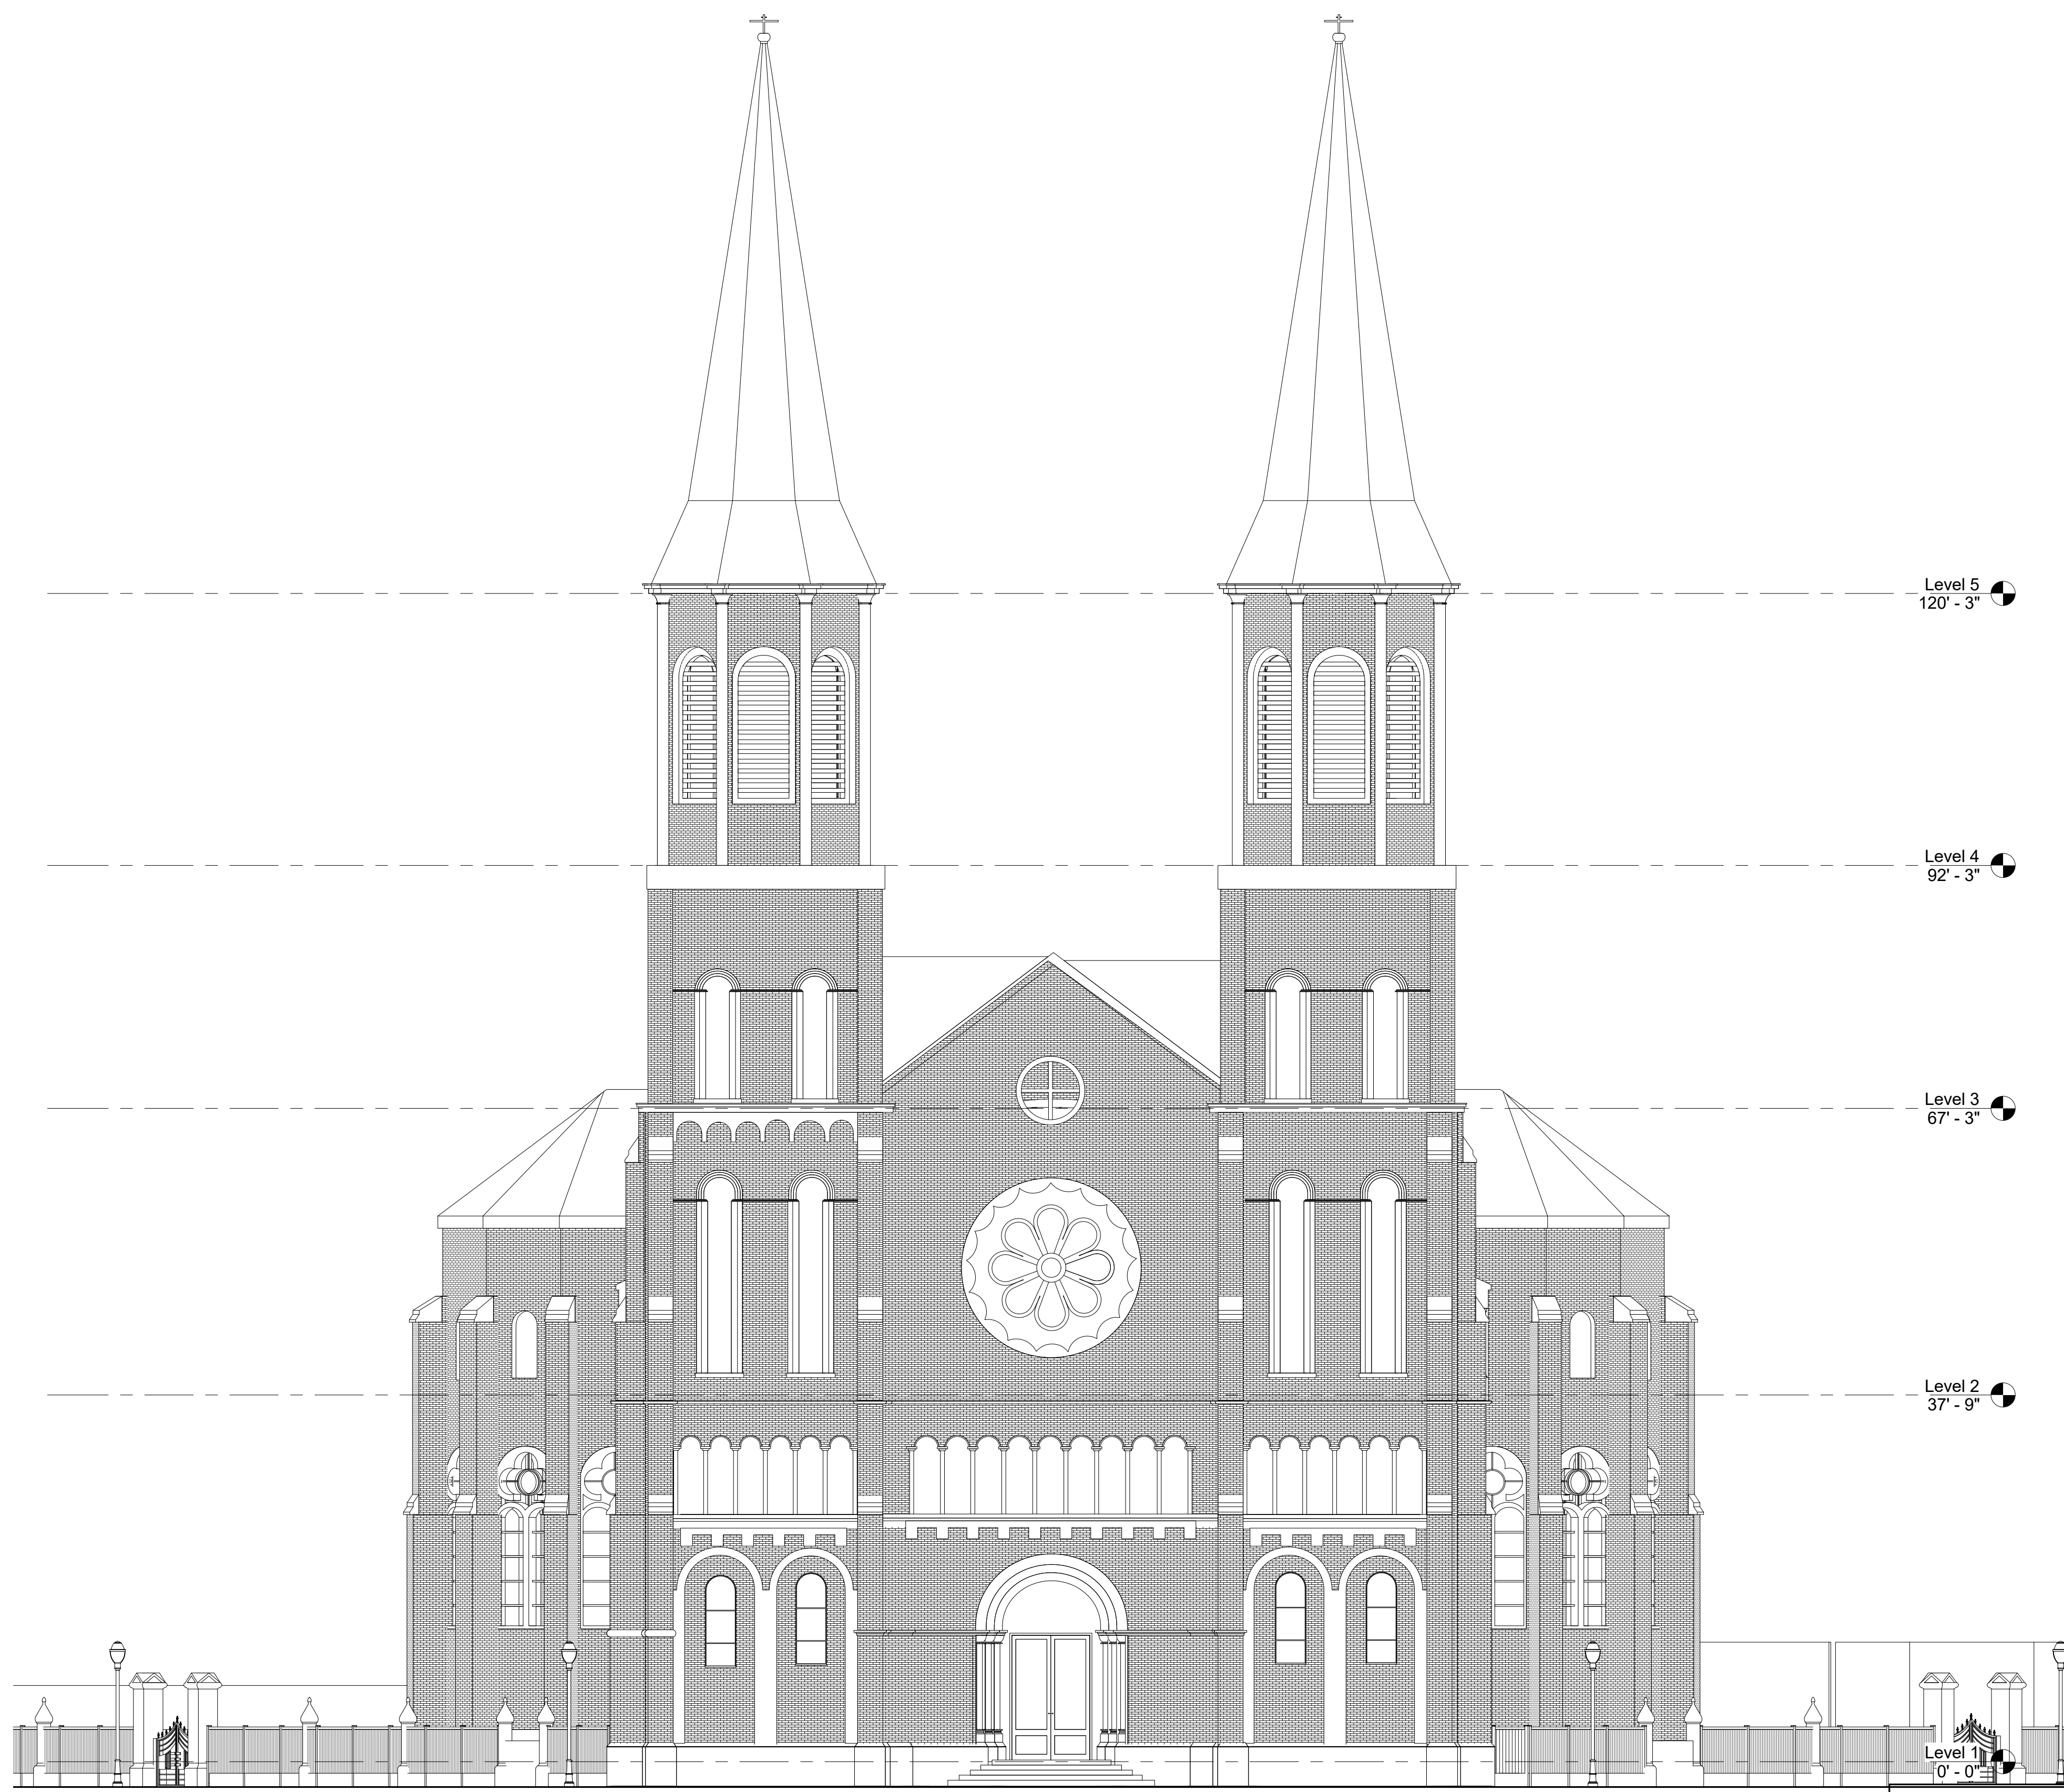 Level 5
120' - 3"
Level 4
92' - 3"
Level 3
67' - 3"
Level 2
37' - 9"
Level 1
0' - 0"